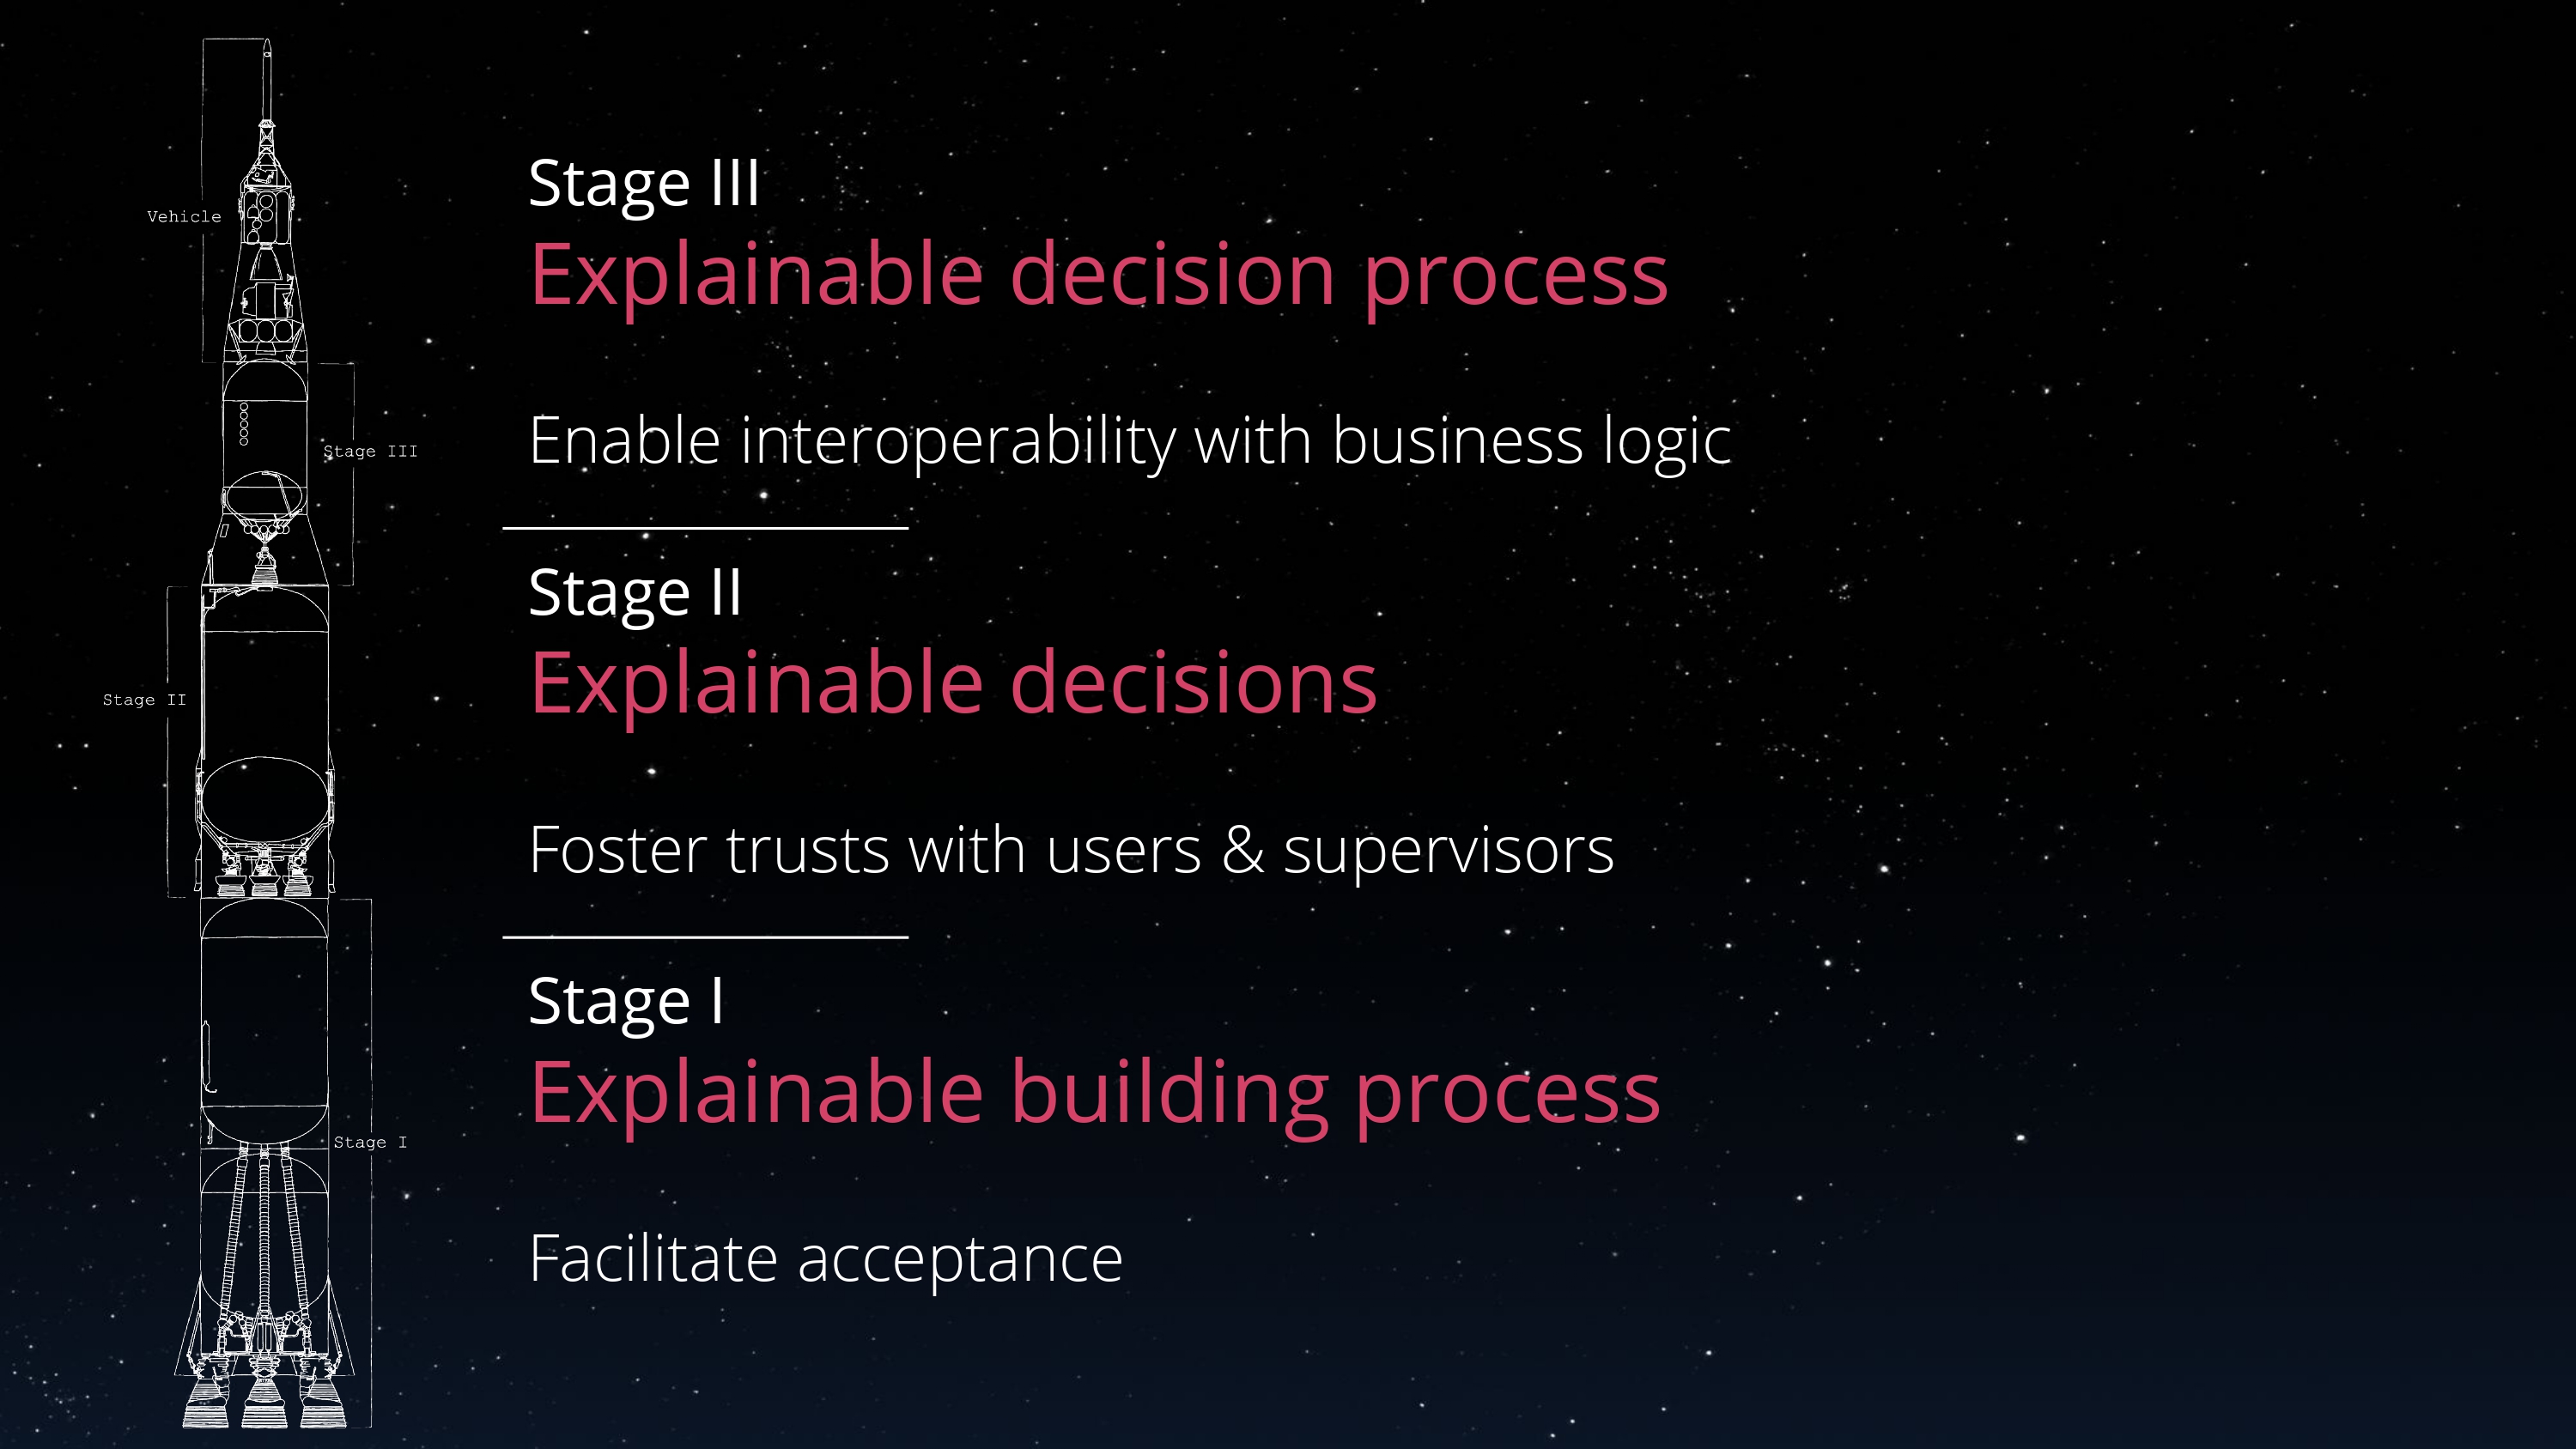 Vehicle
Stage III
Stage II
Stage I
Stage III
Explainable decision process
Enable interoperability with business logic
Stage II
Explainable decisions
Foster trusts with users & supervisors
Stage I
Explainable building process
Facilitate acceptance